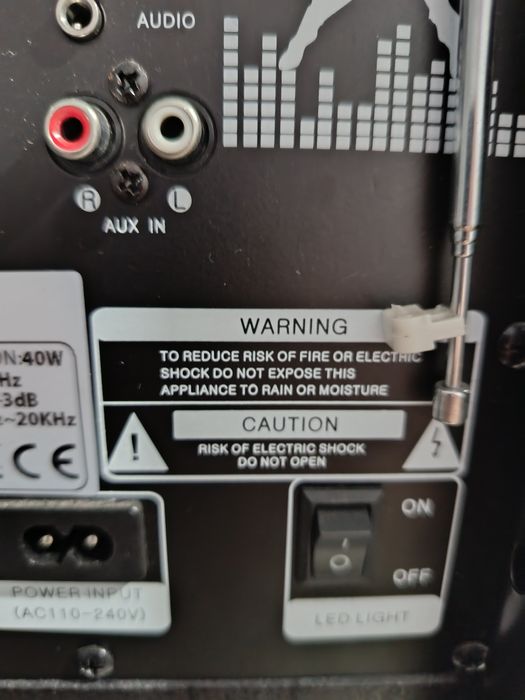 AUDIO
R L
AUX IN
N:40W
Hz
-3dB
~20KHz
CE
WARNING
TO REDUCE RISK OF FIRE OR ELECTRIC
SHOCK DO NOT EXPOSE THIS
APPLIANCE TO RAIN OR MOISTURE
!
CAUTION
RISK OF ELECTRIC SHOCK
DO NOT OPEN
ON
I
O
OFF
POWER INPUT
(AC110-240V)
LED LIGHT